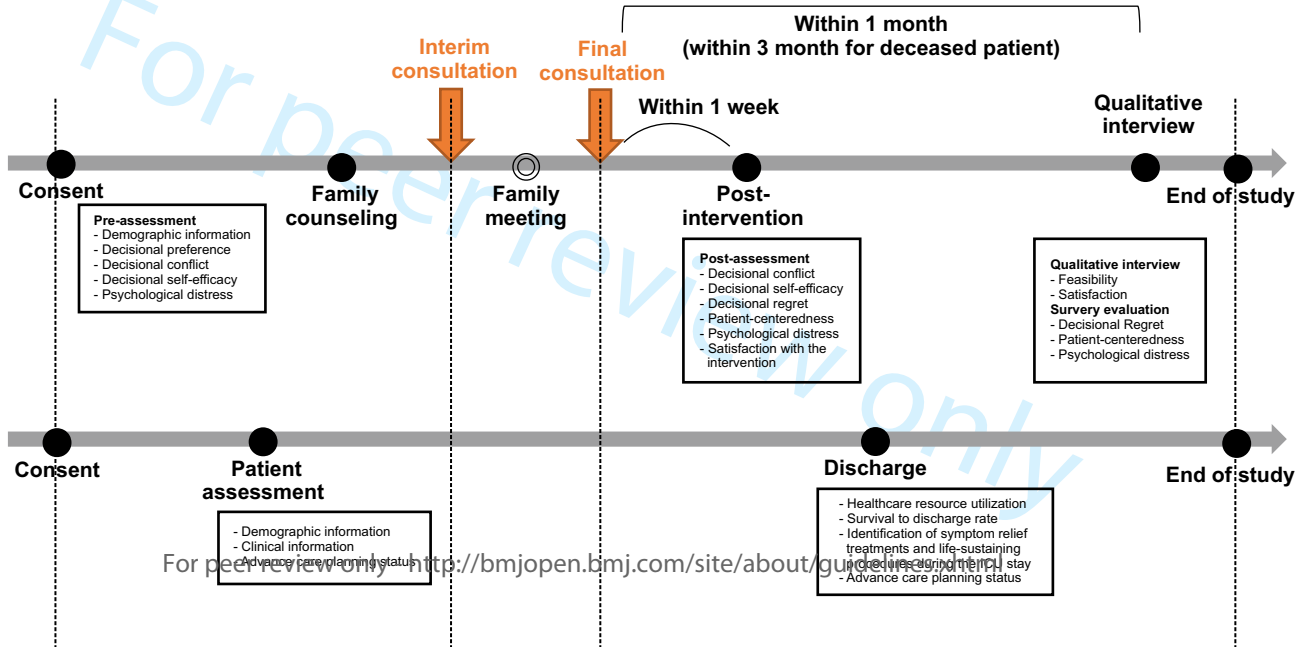 Within 1 month
(within 3 month for deceased patient)
Interim
consultation
Final
consultation
Within 1 week
Qualitative
interview
Consent
Family
counseling
Family
meeting
Post-
intervention
End of study
Pre-assessment
- Demographic information
- Decisional preference
- Decisional conflict
- Decisional self-efficacy
- Psychological distress
Post-assessment
- Decisional conflict
- Decisional self-efficacy
- Decisional regret
- Patient-centeredness
- Psychological distress
- Satisfaction with the
intervention
Qualitative interview
- Feasibility
- Satisfaction
Survery evaluation
- Decisional Regret
- Patient-centeredness
- Psychological distress
Consent
Patient
assessment
Discharge
End of study
- Demographic information
- Clinical information
- Advance care planning status
- Healthcare resource utilization
- Survival to discharge rate
- Identification of symptom relief
treatments and life-sustaining
procedures during the ICU stay
- Advance care planning status
For peer review only - http://bmjopen.bmj.com/site/about/guidelines.xhtml
For peer review only